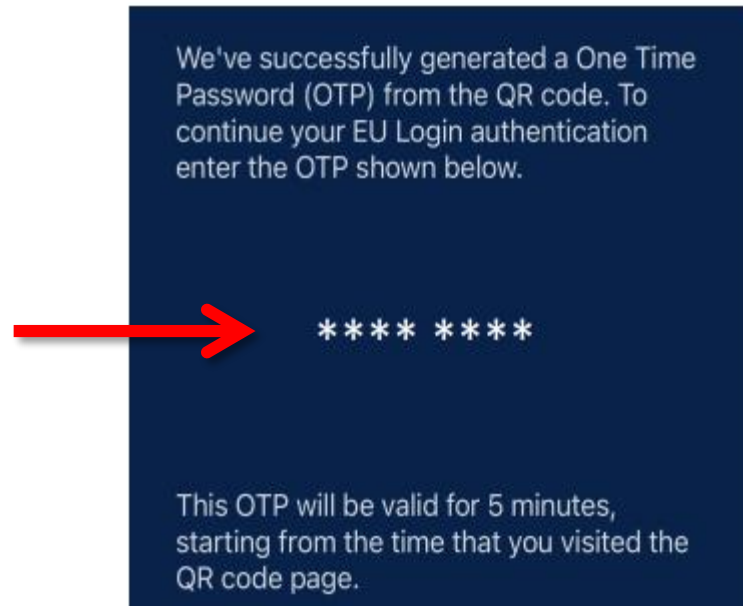 We've successfully generated a One Time
Password (OTP) from the QR code. To
continue your EU Login authentication
enter the OTP shown below.
**** ****
This OTP will be valid for 5 minutes,
starting from the time that you visited the
QR code page.